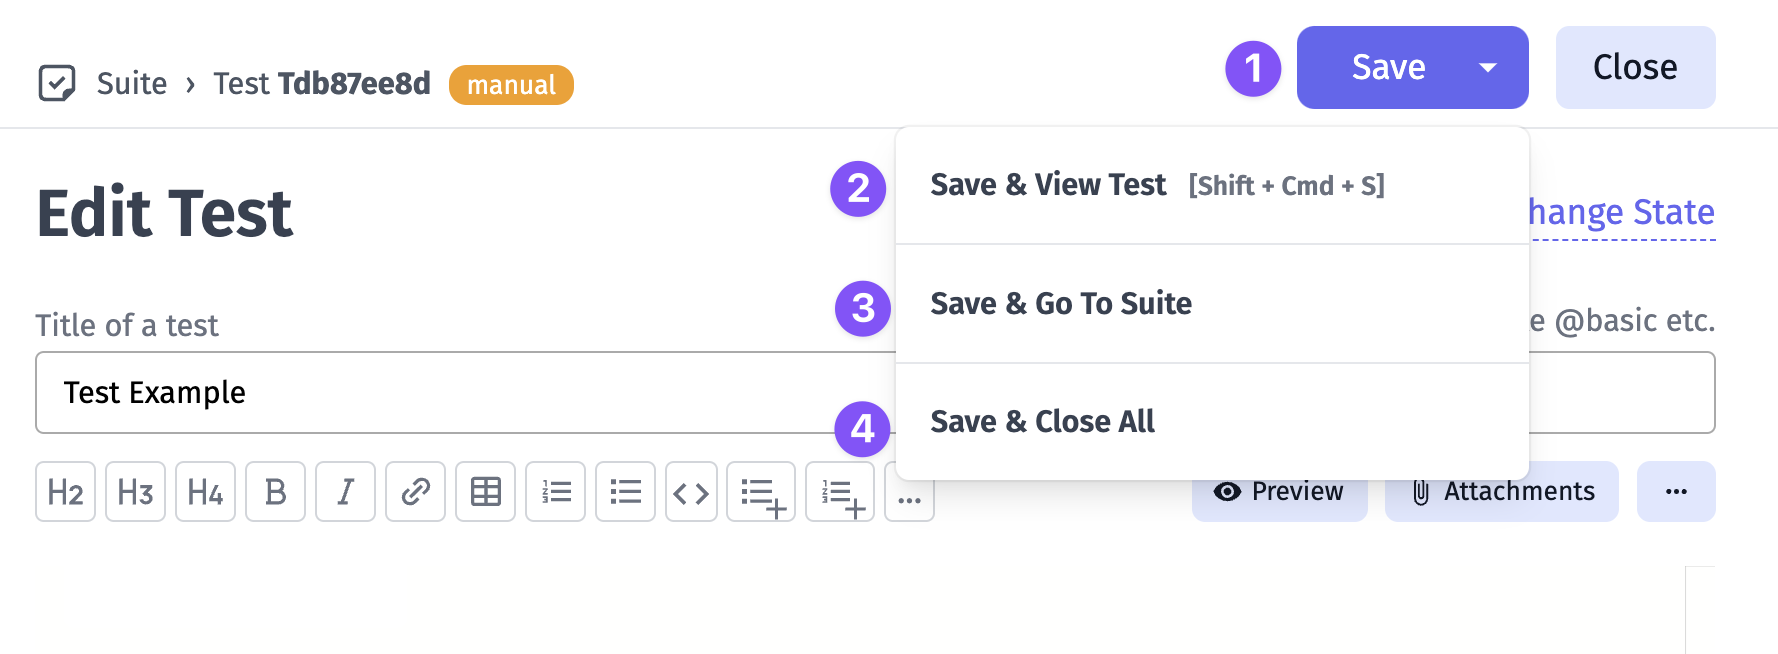 Suite › Test Tdb87ee8d manual
1 Save Close
2 Save & View Test [Shift + Cmd + S]
Edit Test
hange State
3 Save & Go To Suite
Title of a test
e @basic etc.
Test Example
4 Save & Close All
H2 H3 H4 B I ... Preview Attachments ...